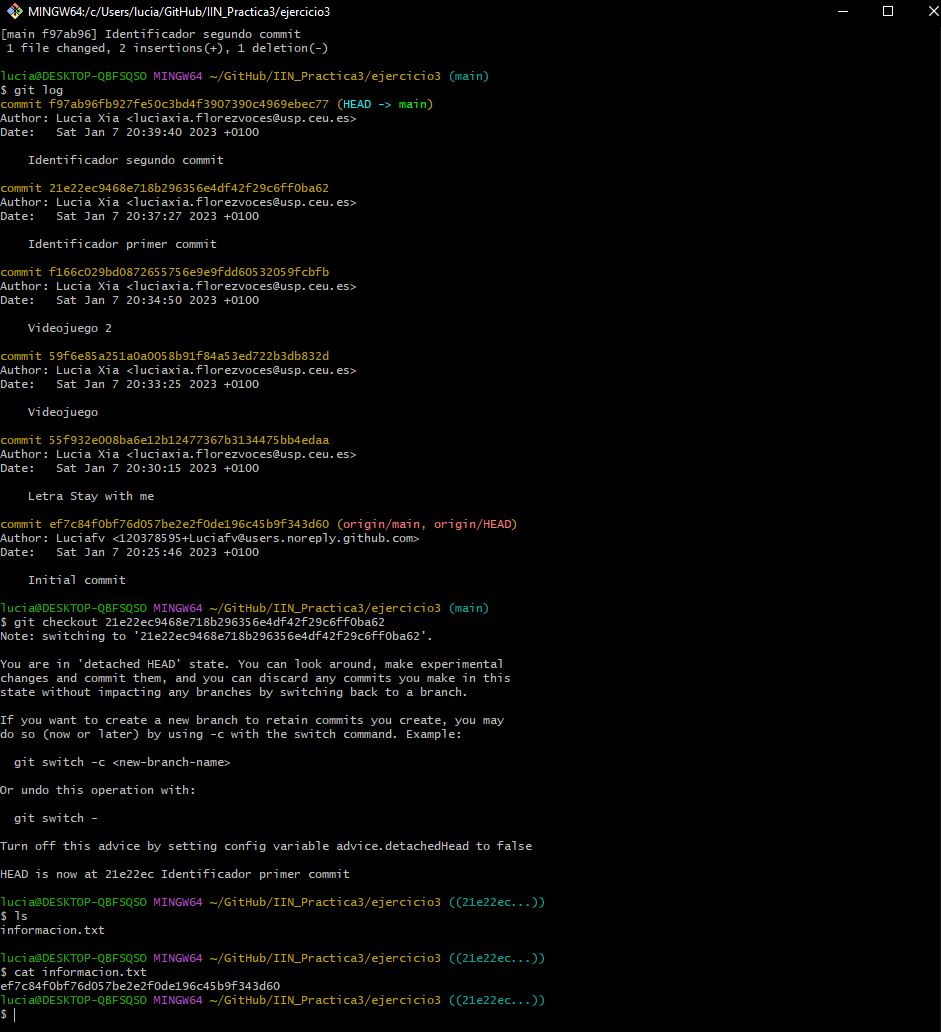 MINGW64:/c/Users/lucia/GitHub/IIN_Practica3/ejercicio3
[main f97ab96] Identificador segundo commit
 1 file changed, 2 insertions(+), 1 deletion(-)
lucia@DESKTOP-QBFSQSO MINGW64 ~/GitHub/IIN_Practica3/ejercicio3 (main)
$ git log
commit f97ab96fb927fe50c3bd4f3907390c4969ebec77 (HEAD -> main)
Author: Lucia Xia <luciaxia.florezvoces@usp.ceu.es>
Date:   Sat Jan 7 20:39:40 2023 +0100
    Identificador segundo commit
commit 21e22ec9468e718b296356e4df42f29c6ff0ba62
Author: Lucia Xia <luciaxia.florezvoces@usp.ceu.es>
Date:   Sat Jan 7 20:37:27 2023 +0100
    Identificador primer commit
commit f166c029bd0872655756e9e9fdd60532059fcbfb
Author: Lucia Xia <luciaxia.florezvoces@usp.ceu.es>
Date:   Sat Jan 7 20:34:50 2023 +0100
    Videojuego 2
commit 59f6e85a251a0a0058b91f84a53ed722b3db832d
Author: Lucia Xia <luciaxia.florezvoces@usp.ceu.es>
Date:   Sat Jan 7 20:33:25 2023 +0100
    Videojuego
commit 55f932e008ba6e12b12477367b3134475bb4edaa
Author: Lucia Xia <luciaxia.florezvoces@usp.ceu.es>
Date:   Sat Jan 7 20:30:15 2023 +0100
    Letra Stay with me
commit ef7c84f0bf76d057be2e2f0de196c45b9f343d60 (origin/main, origin/HEAD)
Author: Luciafv <120378595+Luciafv@users.noreply.github.com>
Date:   Sat Jan 7 20:25:46 2023 +0100
    Initial commit
lucia@DESKTOP-QBFSQSO MINGW64 ~/GitHub/IIN_Practica3/ejercicio3 (main)
$ git checkout 21e22ec9468e718b296356e4df42f29c6ff0ba62
Note: switching to '21e22ec9468e718b296356e4df42f29c6ff0ba62'.
You are in 'detached HEAD' state. You can look around, make experimental
changes and commit them, and you can discard any commits you make in this
state without impacting any branches by switching back to a branch.
If you want to create a new branch to retain commits you create, you may
do so (now or later) by using -c with the switch command. Example:
  git switch -c <new-branch-name>
Or undo this operation with:
  git switch -
Turn off this advice by setting config variable advice.detachedHead to false
HEAD is now at 21e22ec Identificador primer commit
lucia@DESKTOP-QBFSQSO MINGW64 ~/GitHub/IIN_Practica3/ejercicio3 ((21e22ec...))
$ ls
informacion.txt
lucia@DESKTOP-QBFSQSO MINGW64 ~/GitHub/IIN_Practica3/ejercicio3 ((21e22ec...))
$ cat informacion.txt
ef7c84f0bf76d057be2e2f0de196c45b9f343d60
lucia@DESKTOP-QBFSQSO MINGW64 ~/GitHub/IIN_Practica3/ejercicio3 ((21e22ec...))
$